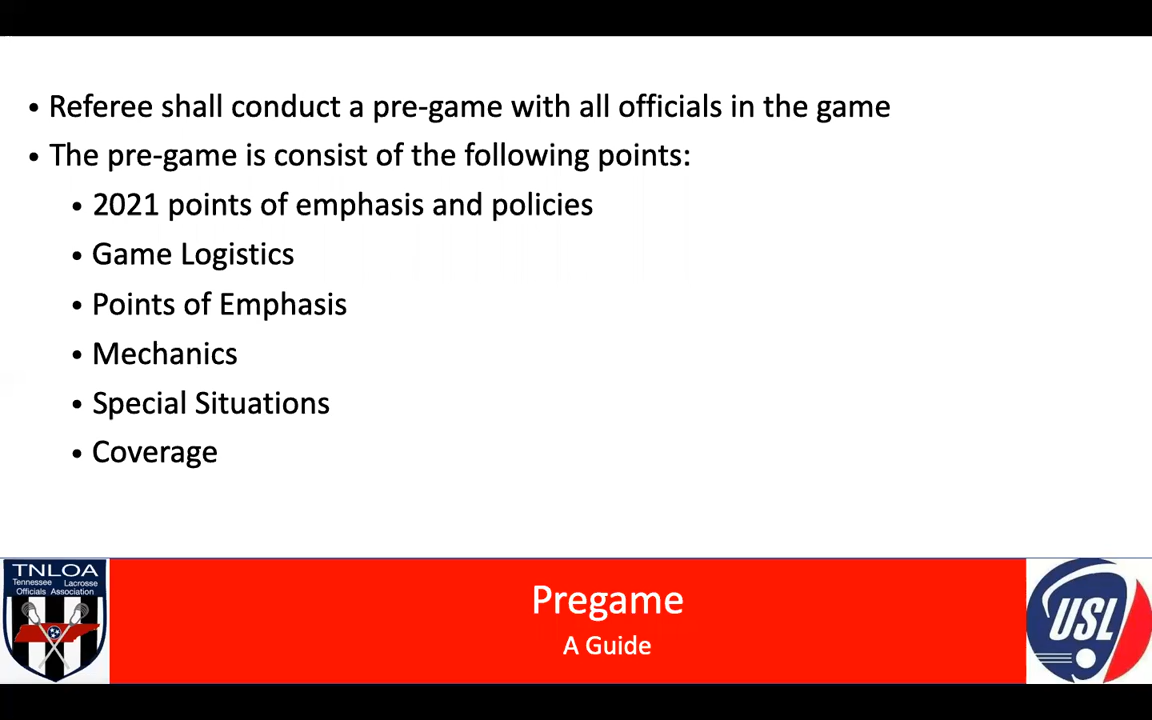 • Referee shall conduct a pre-game with all officials in the game
• The pre-game is consist of the following points:
• 2021 points of emphasis and policies
• Game Logistics
• Points of Emphasis
• Mechanics
• Special Situations
• Coverage
TNLOA
Tennessee Lacrosse
Officials Association
Pregame
A Guide
USL